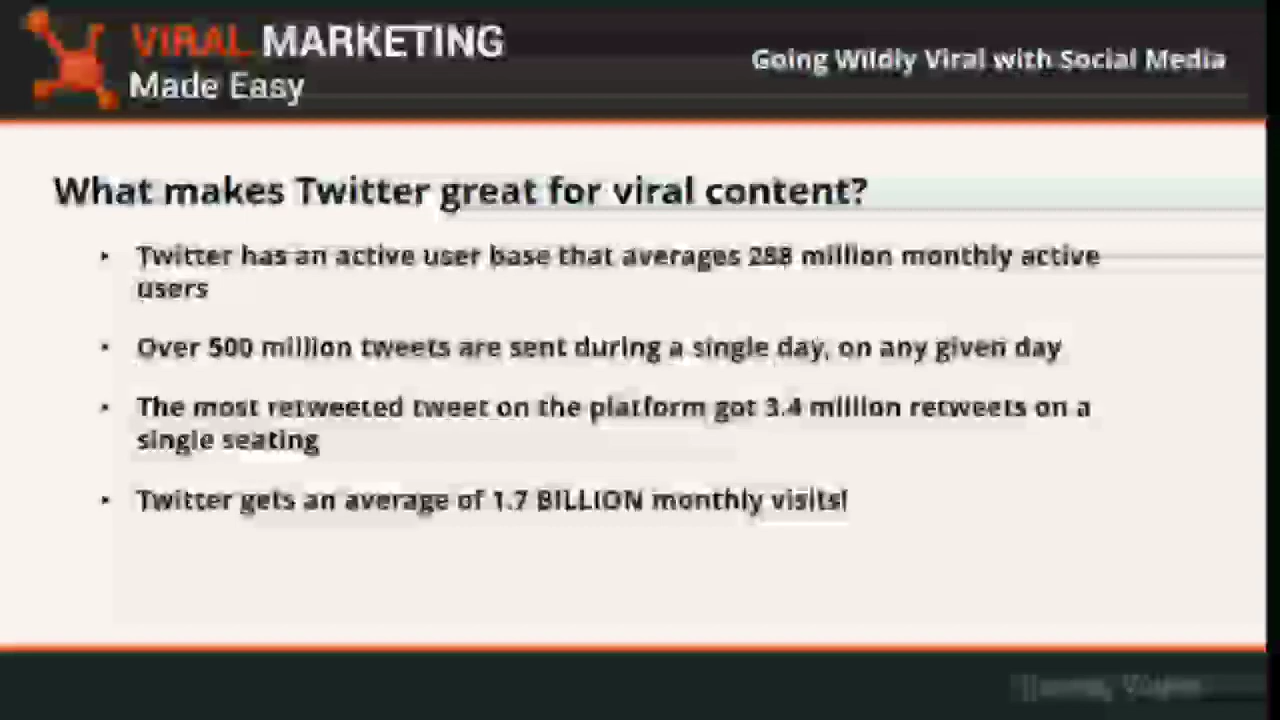 VIRAL MARKETING
Made Easy
Going Wildly Viral with Social Media
What makes Twitter great for viral content?
• Twitter has an active user base that averages 288 million monthly active
users
• Over 500 million tweets are sent during a single day, on any given day
• The most retweeted tweet on the platform got 3.4 million retweets on a
single seating
• Twitter gets an average of 1.7 BILLION monthly visits!